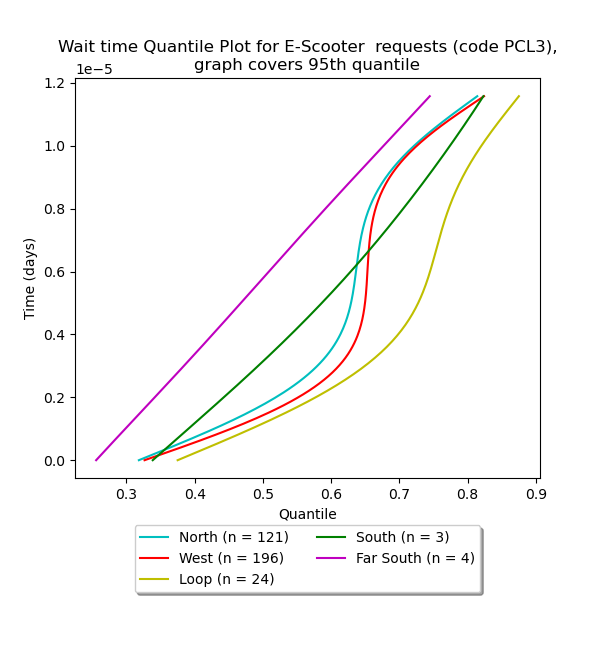 Wait time Quantile Plot for E-Scooter  requests (code PCL3),
graph covers 95th quantile
1e−5
1.2
1.0
0.8
0.6
0.4
0.2
0.0
Time (days)
0.3 0.4 0.5 0.6 0.7 0.8 0.9
Quantile
North (n = 121) South (n = 3)
West (n = 196) Far South (n = 4)
Loop (n = 24)